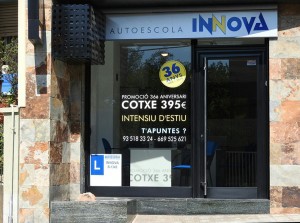 AUTOESCOLA INNOVA
36
ANYS
PROMOCIÓ 36è ANIVERSARI
COTXE 395€
INTENSIU D'ESTIU
T'APUNTES ?
93 518 33 24 - 669 525 621
L
COTXE 395